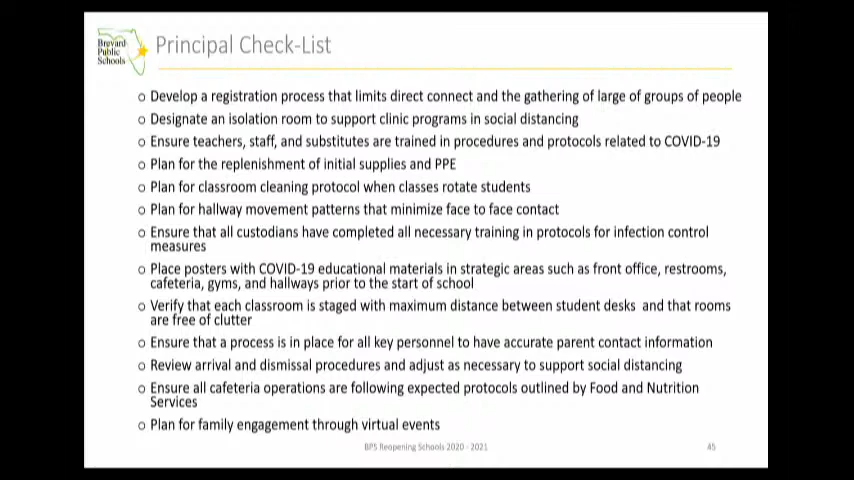 Brevard
Public
Schools
Principal Check-List
o Develop a registration process that limits direct connect and the gathering of large of groups of people
o Designate an isolation room to support clinic programs in social distancing
o Ensure teachers, staff, and substitutes are trained in procedures and protocols related to COVID-19
o Plan for the replenishment of initial supplies and PPE
o Plan for classroom cleaning protocol when classes rotate students
o Plan for hallway movement patterns that minimize face to face contact
o Ensure that all custodians have completed all necessary training in protocols for infection control
measures
o Place posters with COVID-19 educational materials in strategic areas such as front office, restrooms,
cafeteria, gyms, and hallways prior to the start of school
o Verify that each classroom is staged with maximum distance between student desks and that rooms
are free of clutter
o Ensure that a process is in place for all key personnel to have accurate parent contact information
o Review arrival and dismissal procedures and adjust as necessary to support social distancing
o Ensure all cafeteria operations are following expected protocols outlined by Food and Nutrition
Services
o Plan for family engagement through virtual events
BPS Reopening Schools 2020 - 2021
45